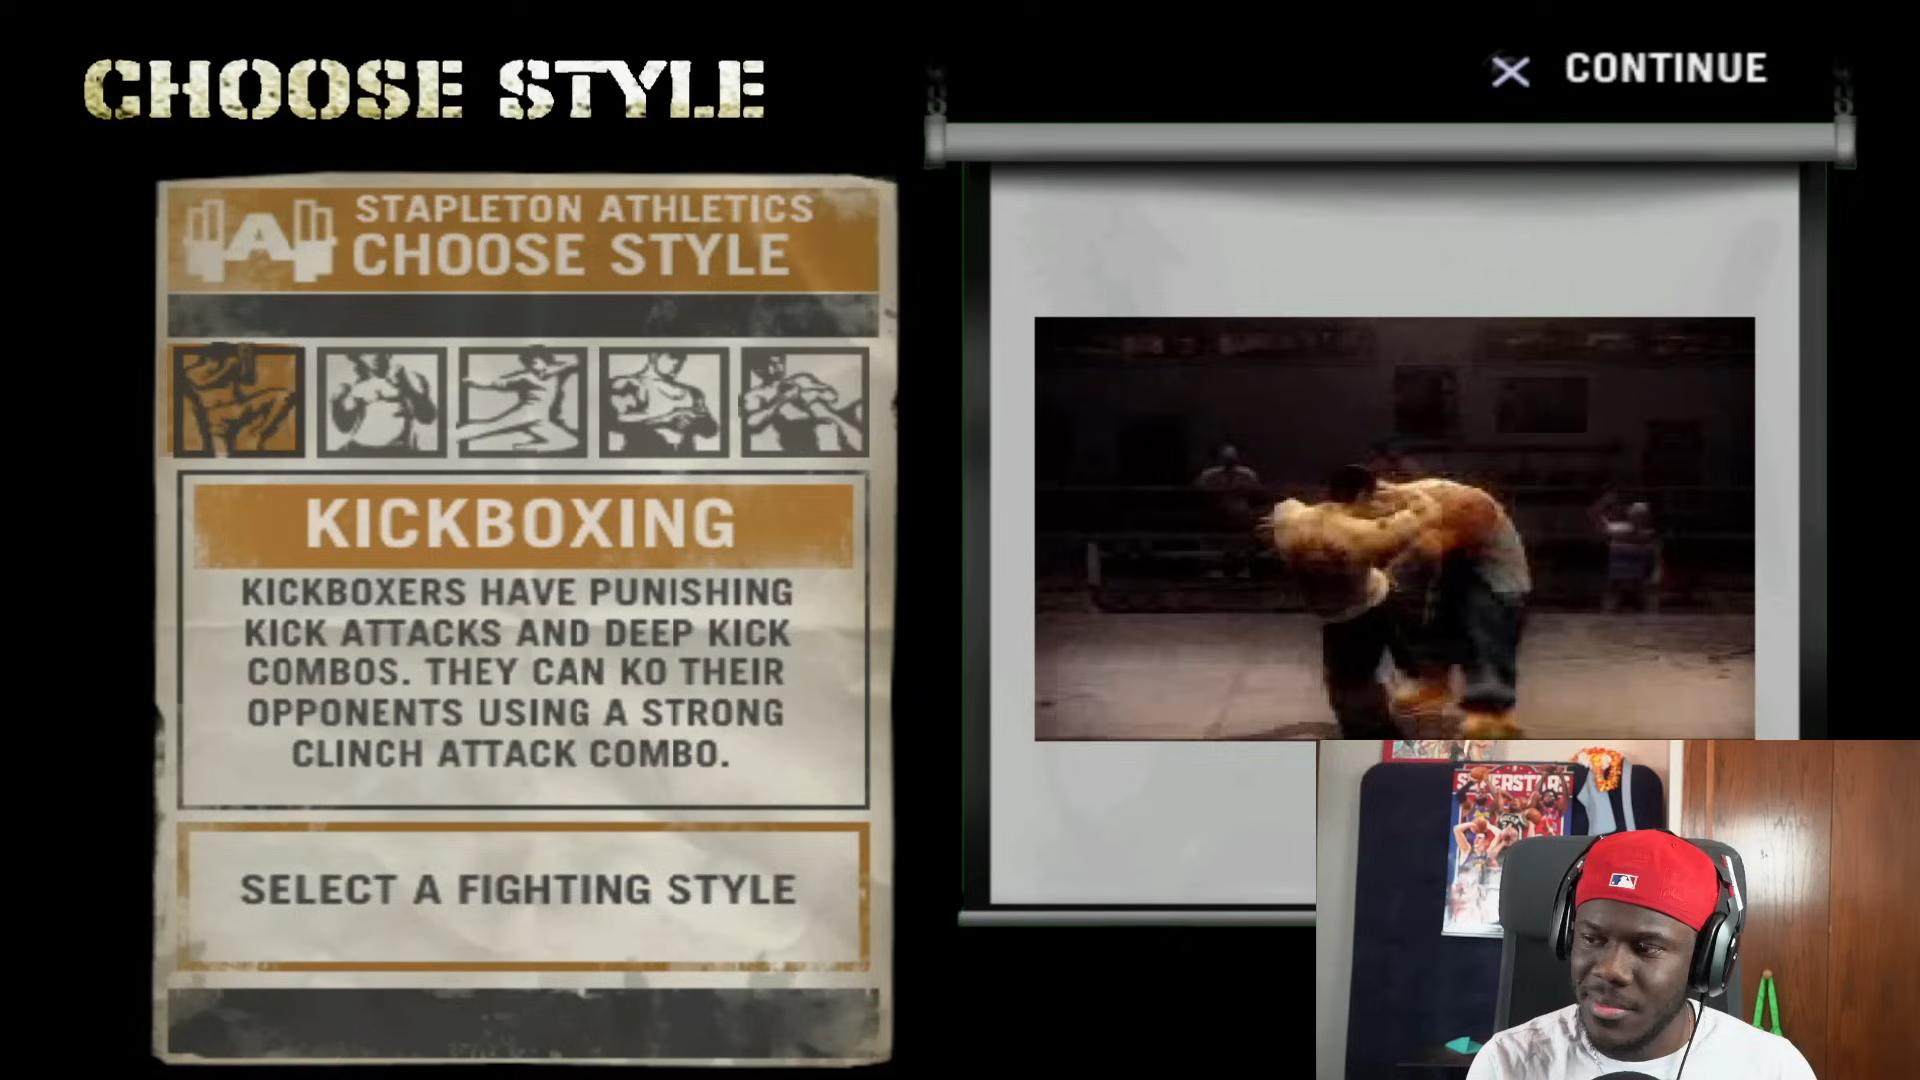 CHOOSE STYLE
CONTINUE
STAPLETON ATHLETICS
CHOOSE STYLE
KICKBOXING
KICKBOXERS HAVE PUNISHING
KICK ATTACKS AND DEEP KICK
COMBOS. THEY CAN KO THEIR
OPPONENTS USING A STRONG
CLINCH ATTACK COMBO.
SELECT A FIGHTING STYLE